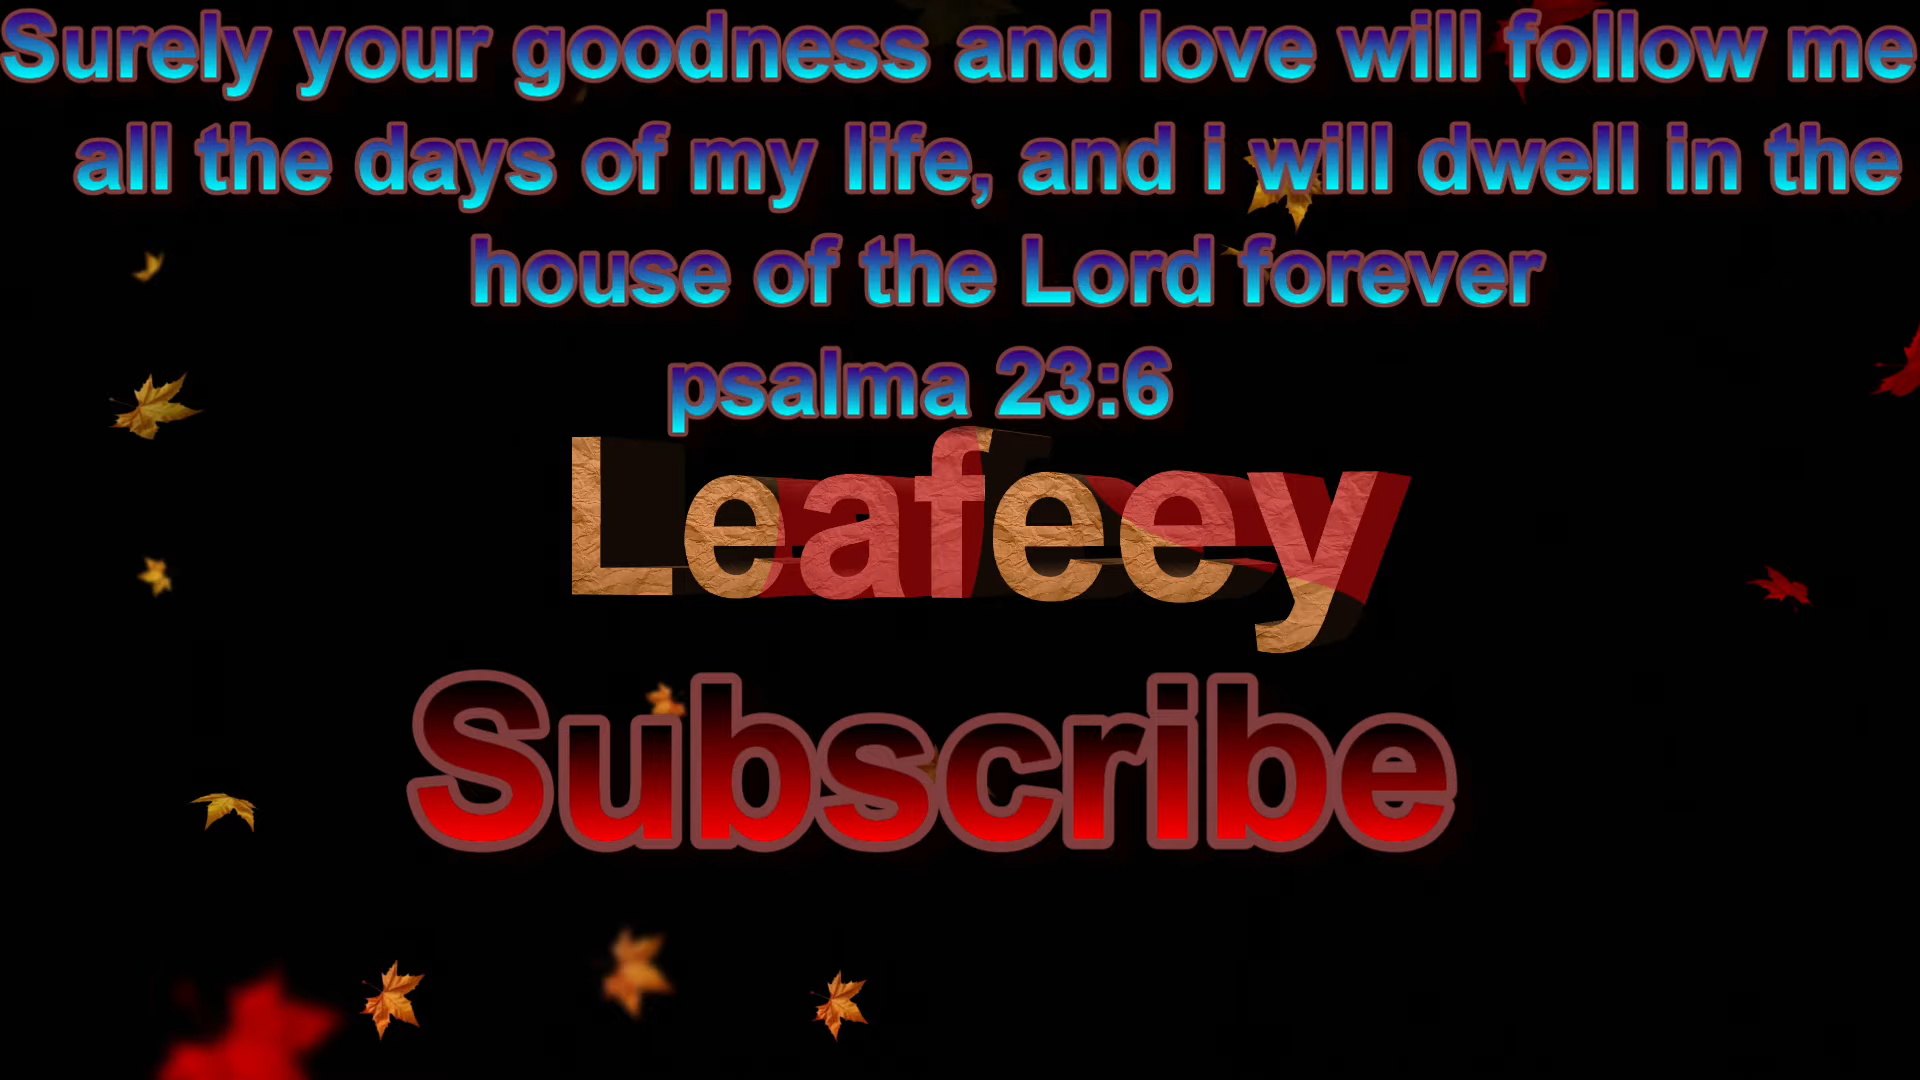 Surely your goodness and love will follow me
all the days of my life, and i will dwell in the
house of the Lord forever
psalma 23:6
Leafeey
Subscribe